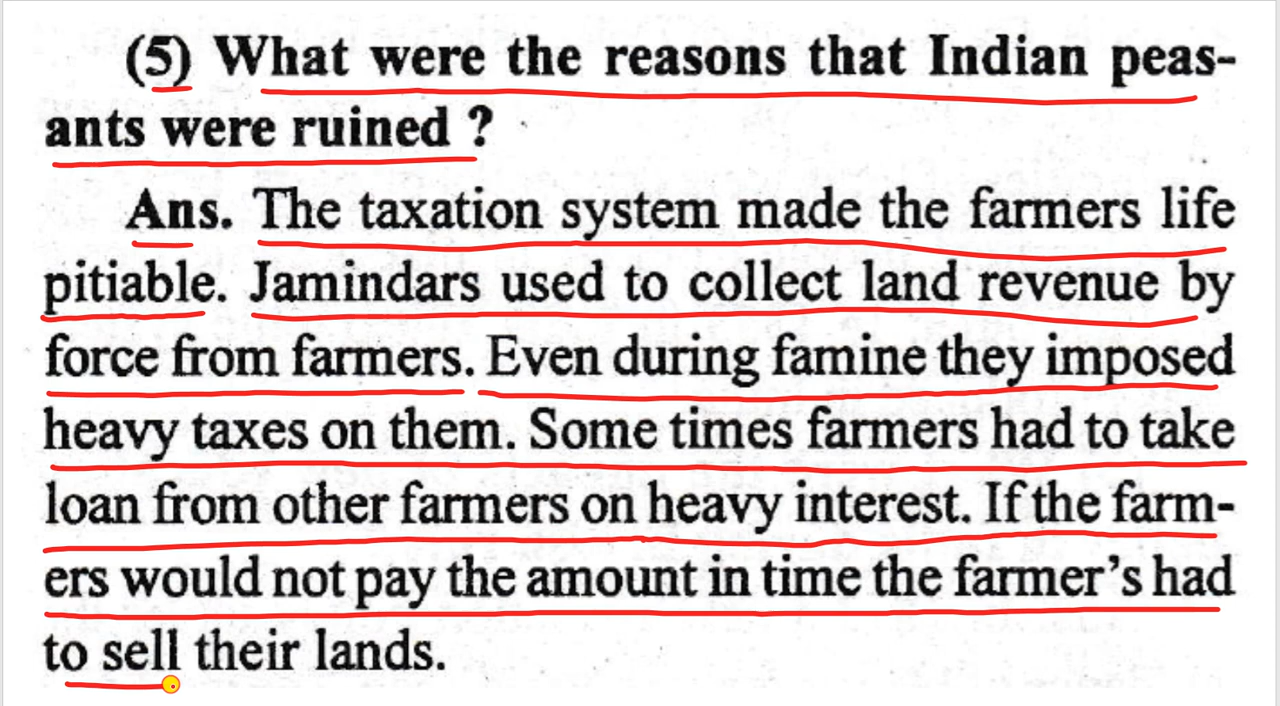 (5) What were the reasons that Indian peas-
ants were ruined ?
Ans. The taxation system made the farmers life
pitiable. Jamindars used to collect land revenue by
force from farmers. Even during famine they imposed
heavy taxes on them. Some times farmers had to take
loan from other farmers on heavy interest. If the farm-
ers would not pay the amount in time the farmer's had
to sell their lands.